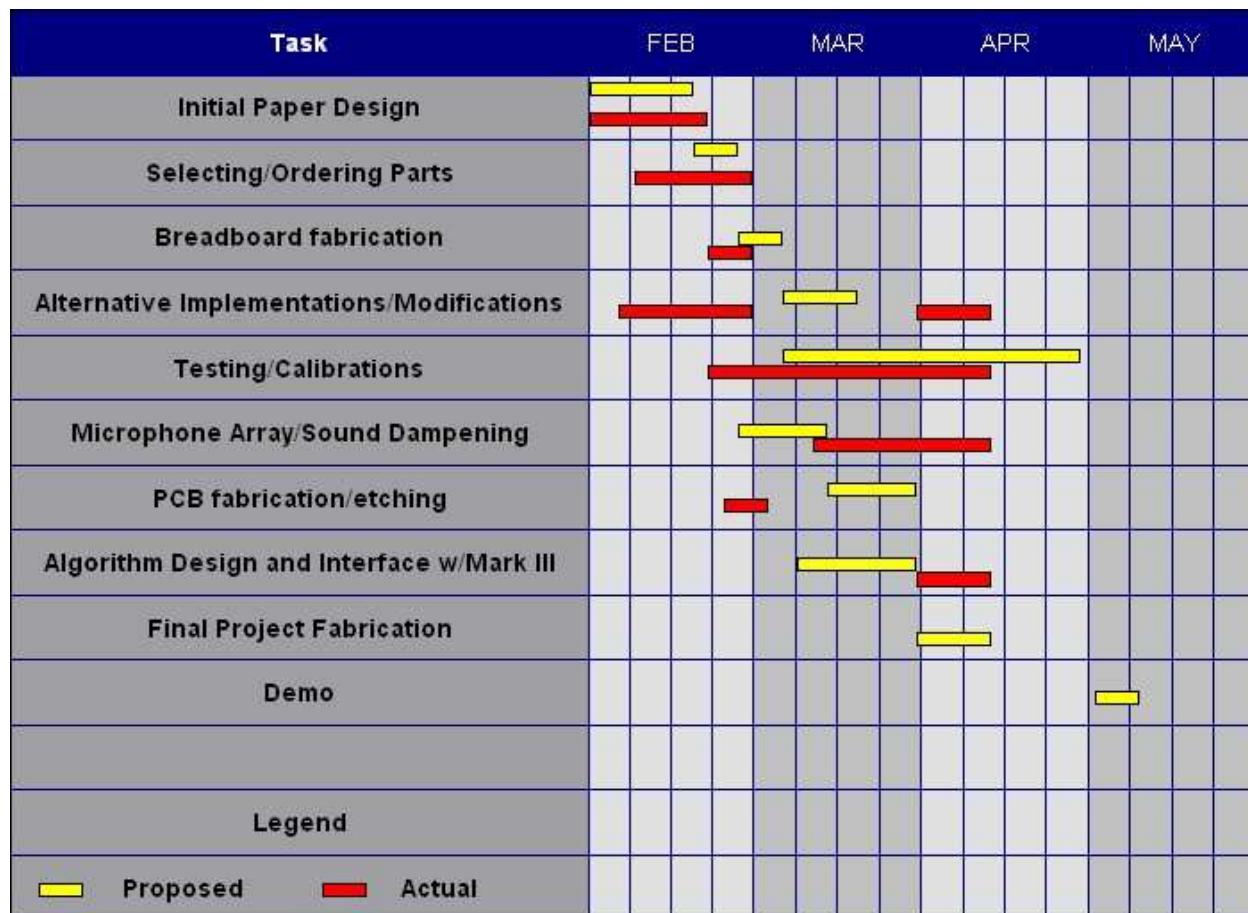 Task FEB MAR APR MAY
Initial Paper Design
Selecting/Ordering Parts
Breadboard fabrication
Alternative Implementations/Modifications
Testing/Calibrations
Microphone Array/Sound Dampening
PCB fabrication/etching
Algorithm Design and Interface w/Mark III
Final Project Fabrication
Demo
Legend
Proposed Actual